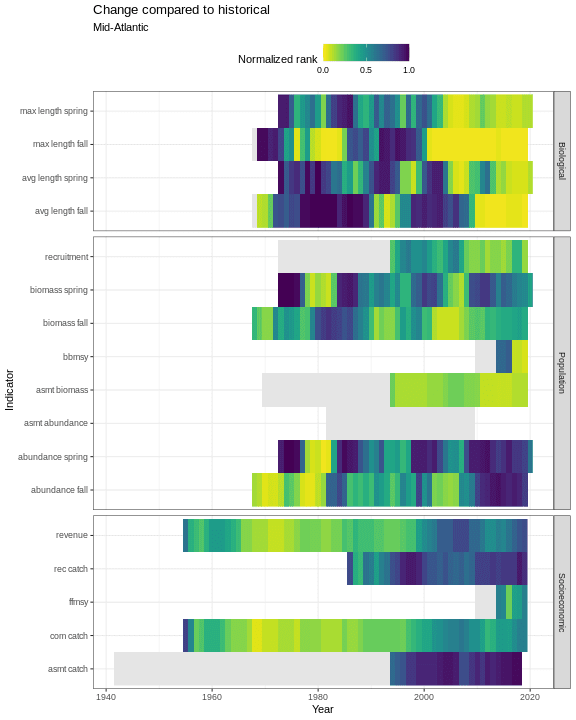 Change compared to historical
Mid-Atlantic
Normalized rank
0.0 0.5 1.0
max length spring
max length fall
avg length spring
avg length fall
Biological
recruitment
biomass spring
biomass fall
bbmsy
asmt biomass
asmt abundance
abundance spring
abundance fall
Population
revenue
rec catch
ffmsy
com catch
asmt catch
Socioeconomic
Indicator
1940 1960 1980 2000 2020
Year